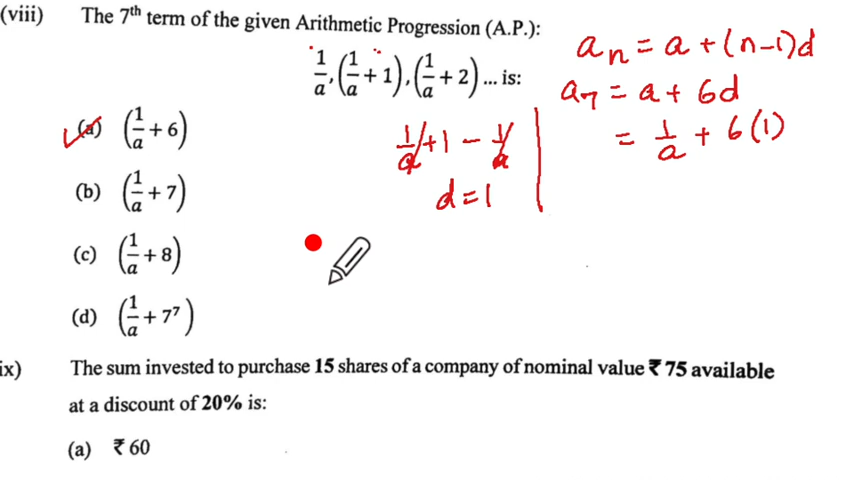 (viii) The 7th term of the given Arithmetic Progression (A.P.):
1/a, (1/a + 1), (1/a + 2) ... is:
(a) (1/a + 6)
(b) (1/a + 7)
(c) (1/a + 8)
(d) (1/a + 7⁷)
1/a + 1 − 1/a
d = 1
aₙ = a + (n−1)d
a₇ = a + 6d
= 1/a + 6(1)
ix) The sum invested to purchase 15 shares of a company of nominal value ₹ 75 available
at a discount of 20% is:
(a) ₹ 60